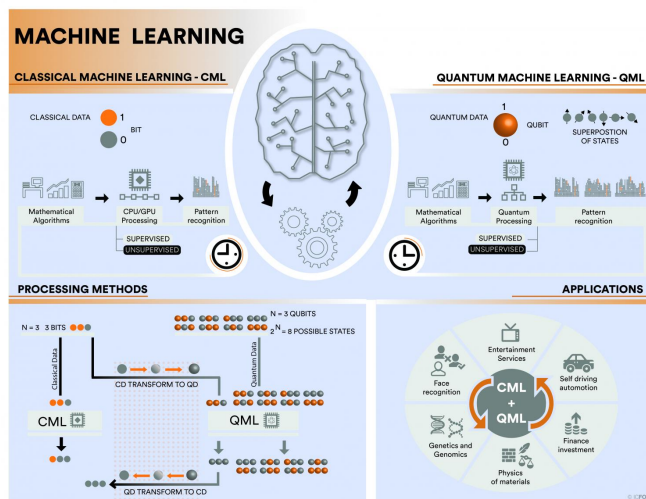 MACHINE LEARNING
CLASSICAL MACHINE LEARNING - CML
QUANTUM MACHINE LEARNING - QML
CLASSICAL DATA
1
BIT
0
Mathematical
Algorithms
CPU/GPU
Processing
Pattern
recognition
SUPERVISED
UNSUPERVISED
1
QUANTUM DATA
QUBIT
0
SUPERPOSTION
OF STATES
Mathematical
Algorithms
Quantum
Processing
Pattern
recognition
SUPERVISED
UNSUPERVISED
PROCESSING METHODS
N = 3 3 BITS
Classical Data
CD TRANSFORM TO QD
N = 3 QUBITS
2^N = 8 POSSIBLE STATES
Quantum Data
CML
QML
QD TRANSFORM TO CD
APPLICATIONS
Entertainment
Services
Self driving
automotion
Finance
investment
Physics
of materials
Genetics and
Genomics
Face
recognition
CML
+
QML